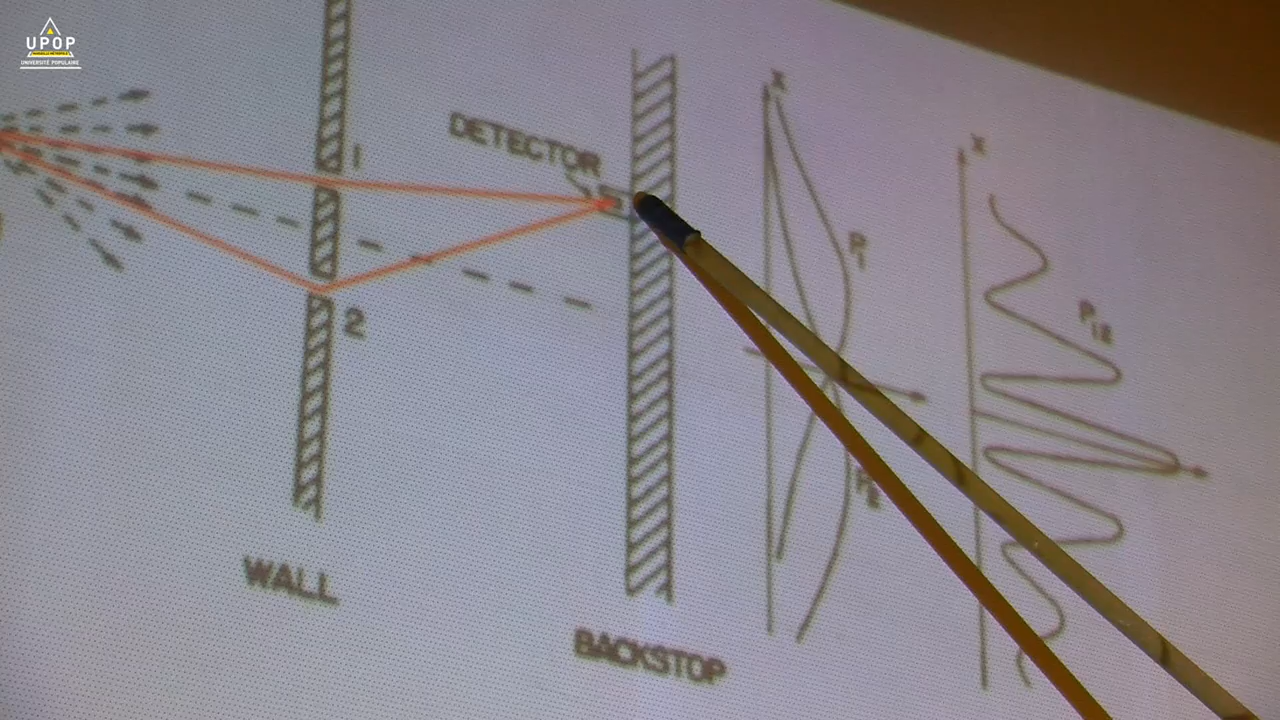 UPOP
UNIVERSITÉ POPULAIRE
1
DETECTOR
x
x
P1
P12
2
P2
WALL
BACKSTOP